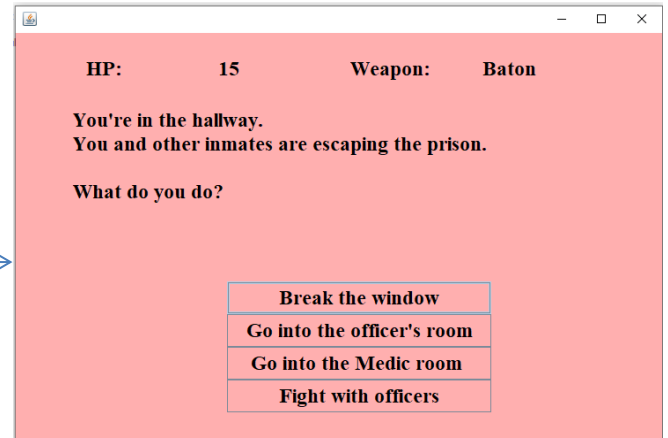 HP: 15 Weapon: Baton
You're in the hallway.
You and other inmates are escaping the prison.
What do you do?
Break the window
Go into the officer's room
Go into the Medic room
Fight with officers